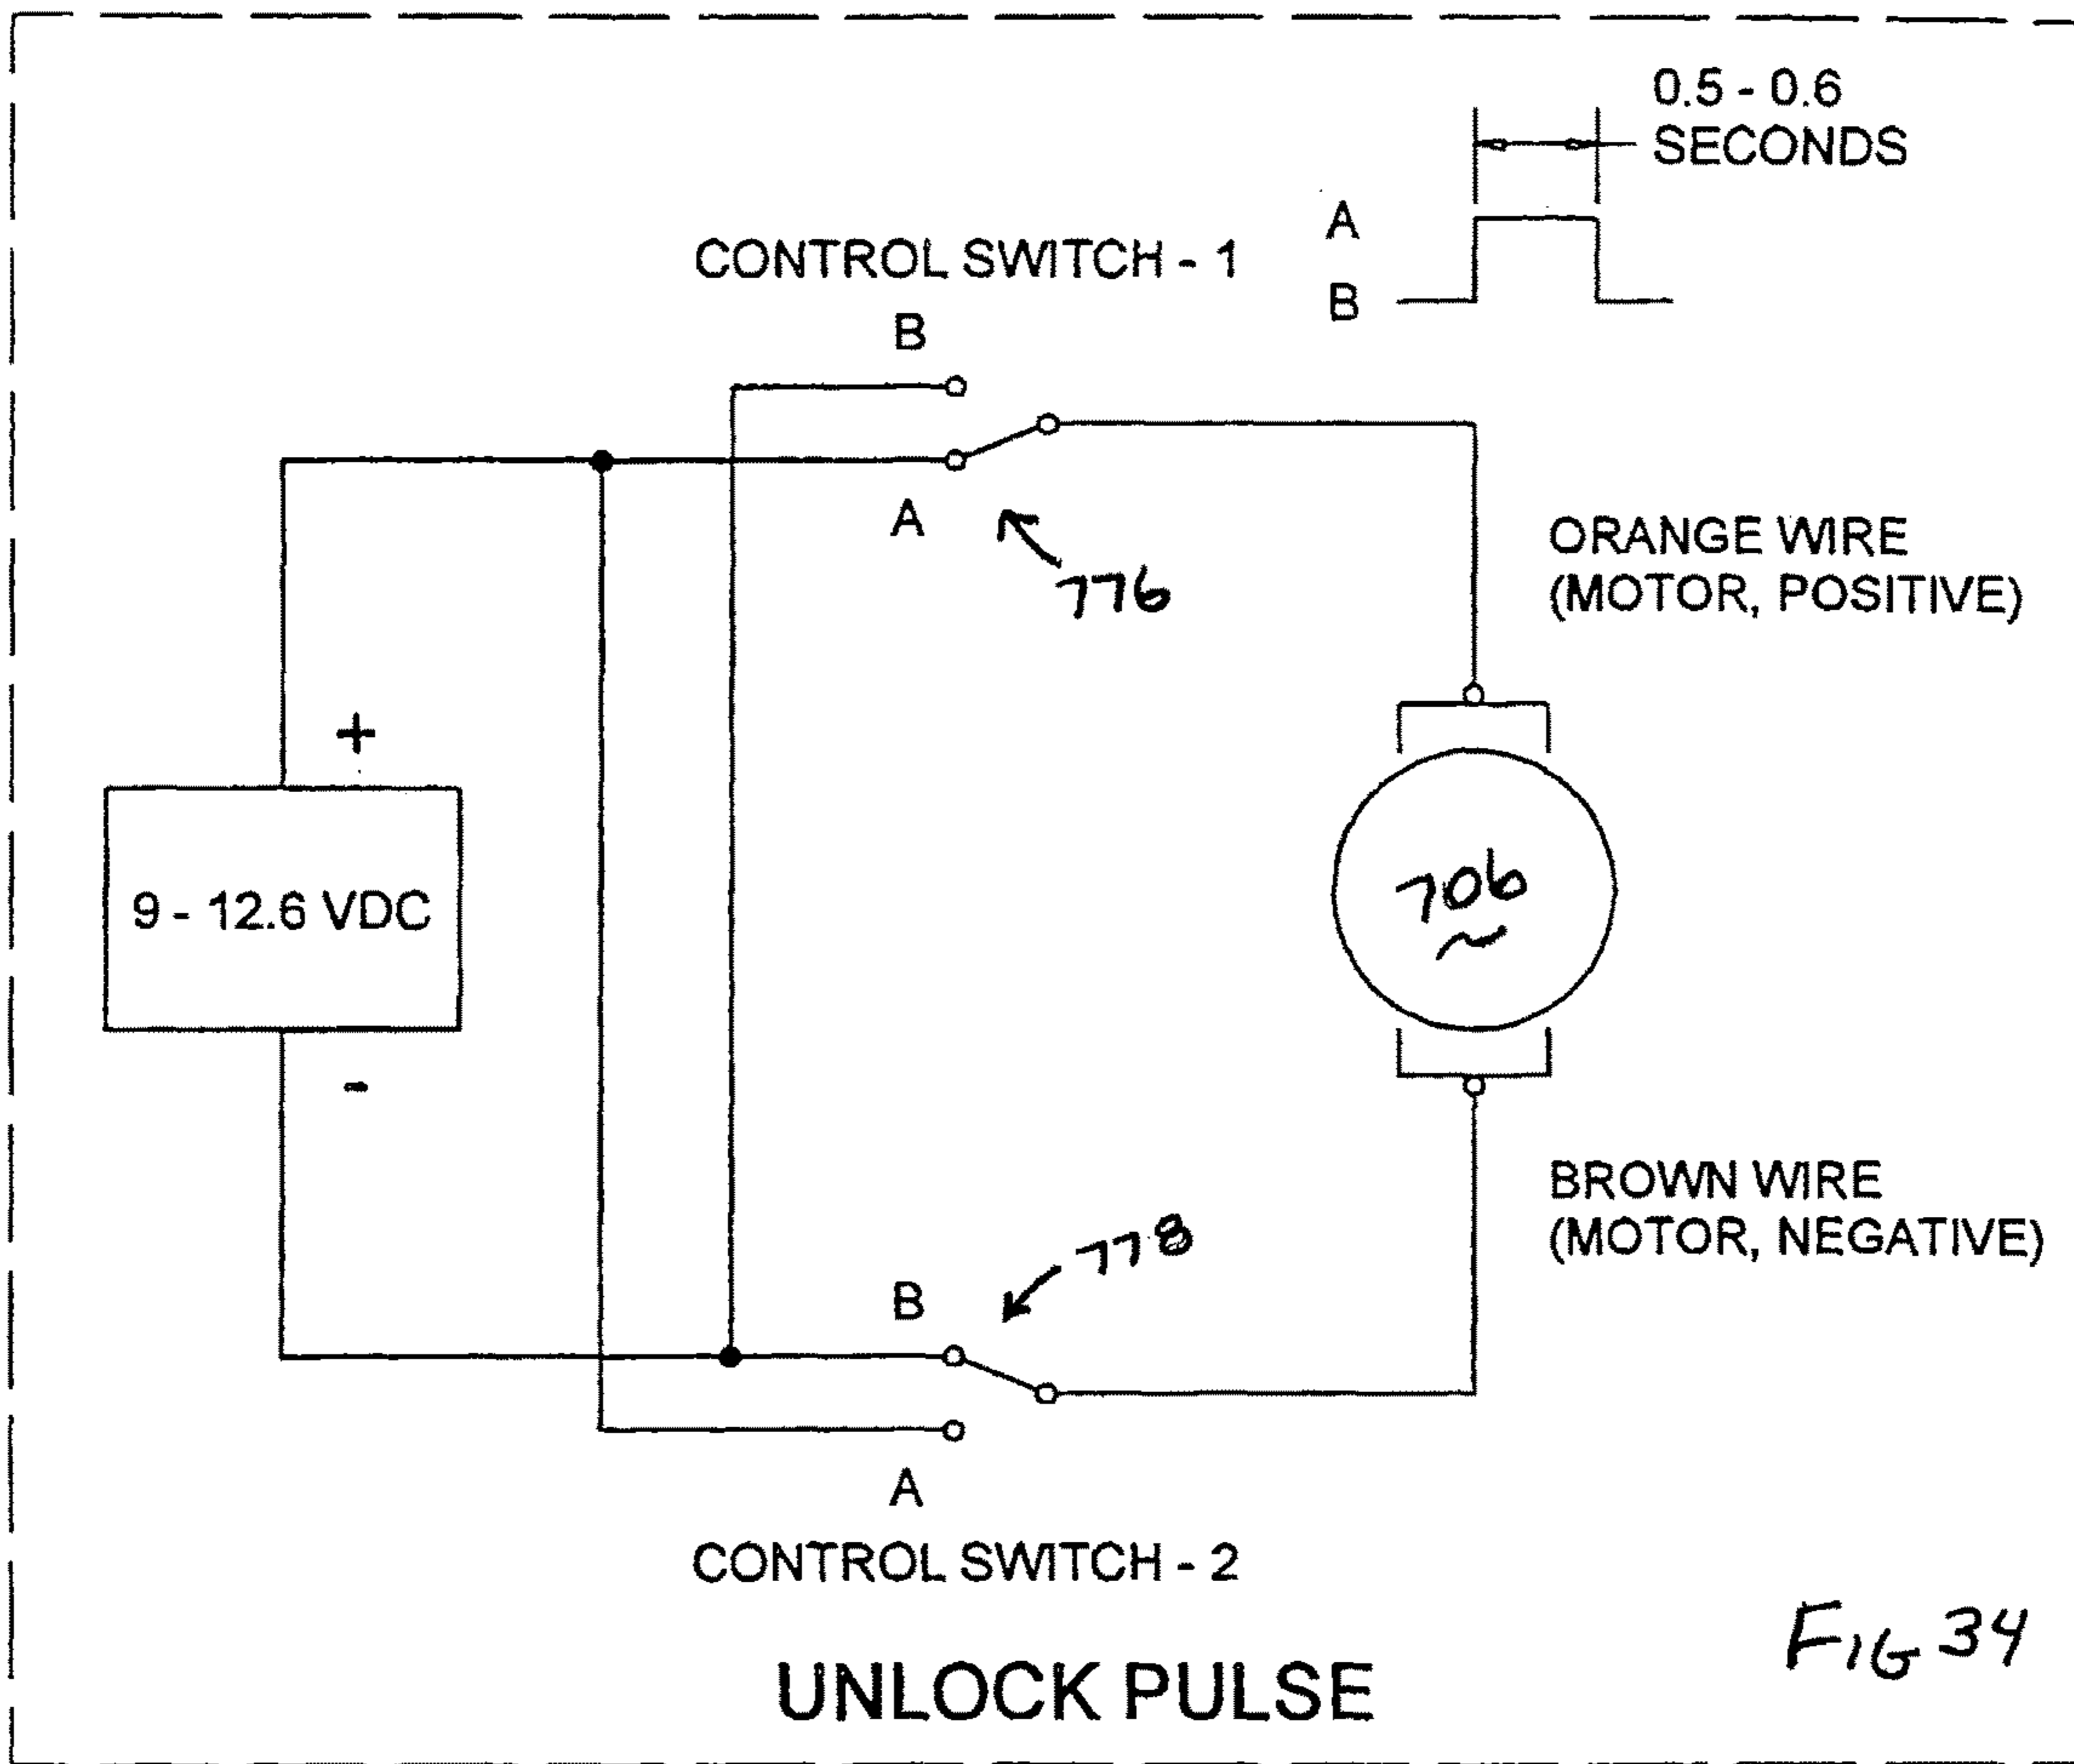 0.5 - 0.6
SECONDS
A
B
CONTROL SWITCH - 1
B
A
776
ORANGE WIRE
(MOTOR, POSITIVE)
+
9 - 12.6 VDC
-
706
BROWN WIRE
(MOTOR, NEGATIVE)
778
B
A
CONTROL SWITCH - 2
UNLOCK PULSE
FIG 34